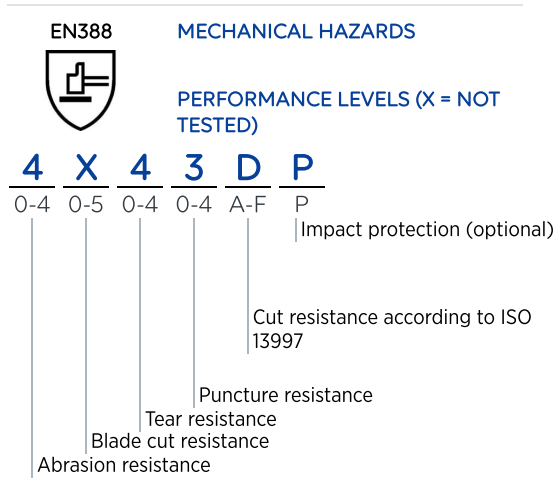 EN388
MECHANICAL HAZARDS
PERFORMANCE LEVELS (X = NOT
TESTED)
4 X 4 3 D P
0-4 0-5 0-4 0-4 A-F P
Impact protection (optional)
Cut resistance according to ISO
13997
Puncture resistance
Tear resistance
Blade cut resistance
Abrasion resistance